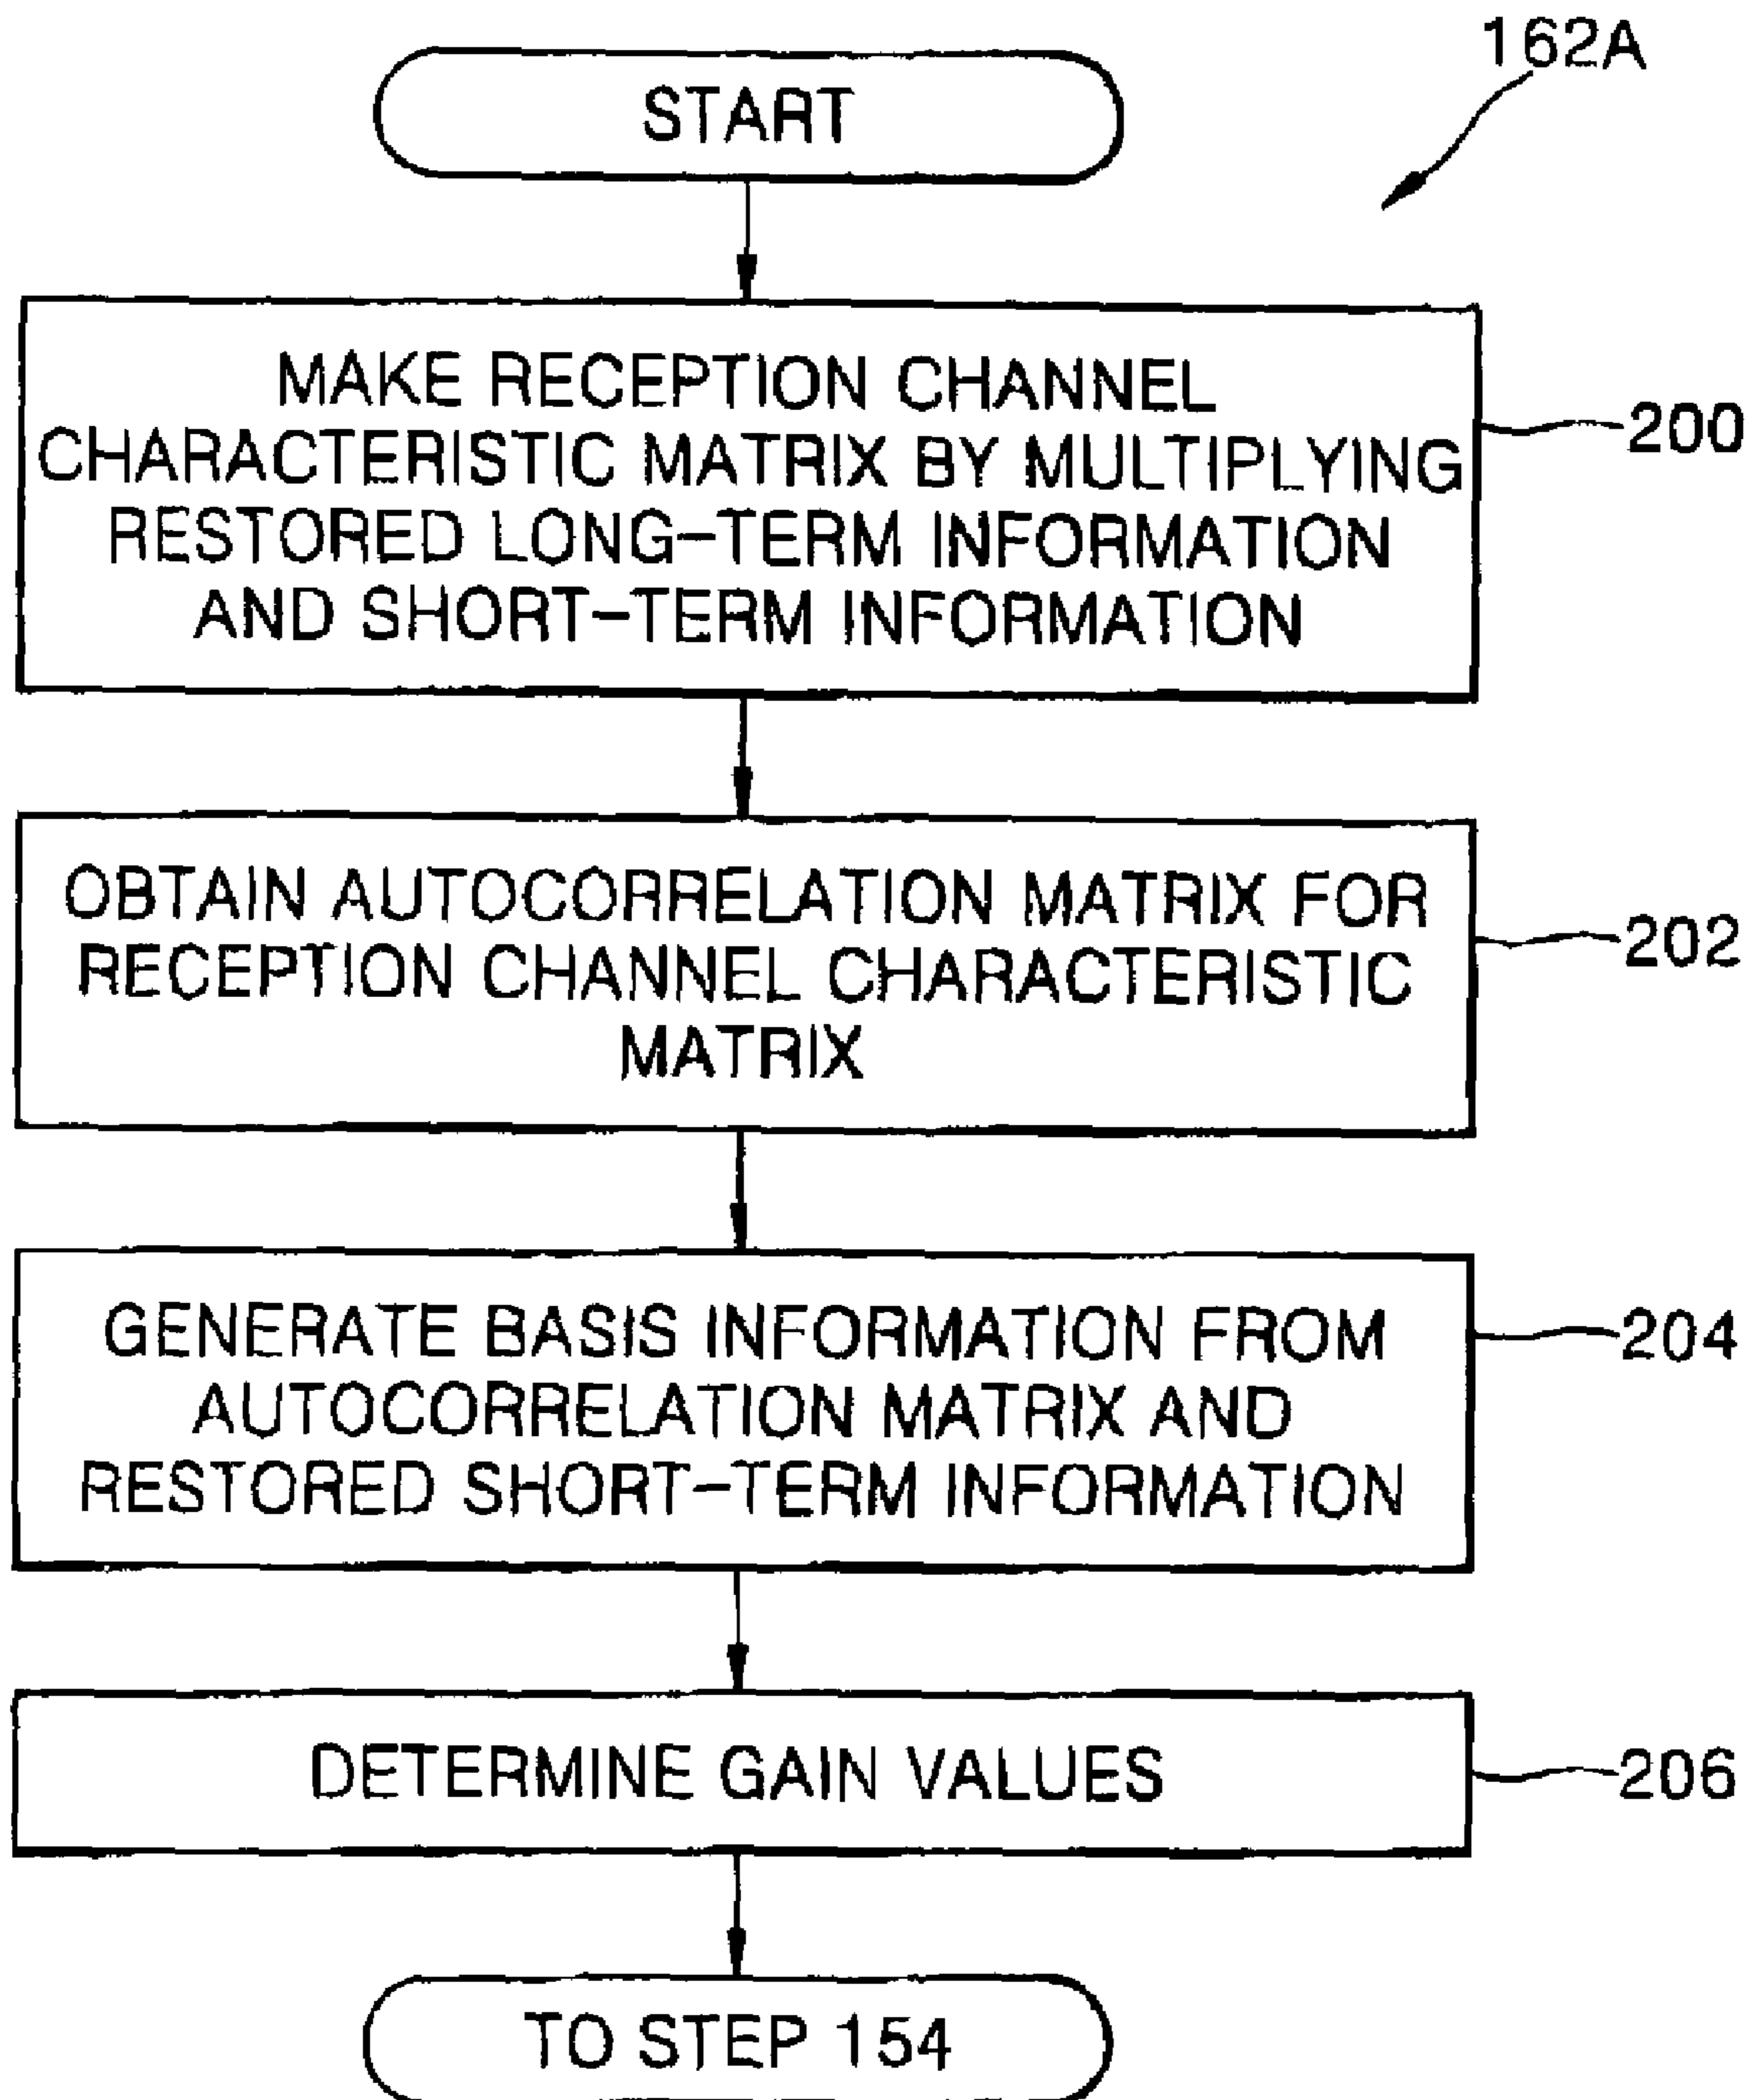 162A
START
MAKE RECEPTION CHANNEL
CHARACTERISTIC MATRIX BY MULTIPLYING
RESTORED LONG-TERM INFORMATION
AND SHORT-TERM INFORMATION
200
OBTAIN AUTOCORRELATION MATRIX FOR
RECEPTION CHANNEL CHARACTERISTIC
MATRIX
202
GENERATE BASIS INFORMATION FROM
AUTOCORRELATION MATRIX AND
RESTORED SHORT-TERM INFORMATION
204
DETERMINE GAIN VALUES
206
TO STEP 154